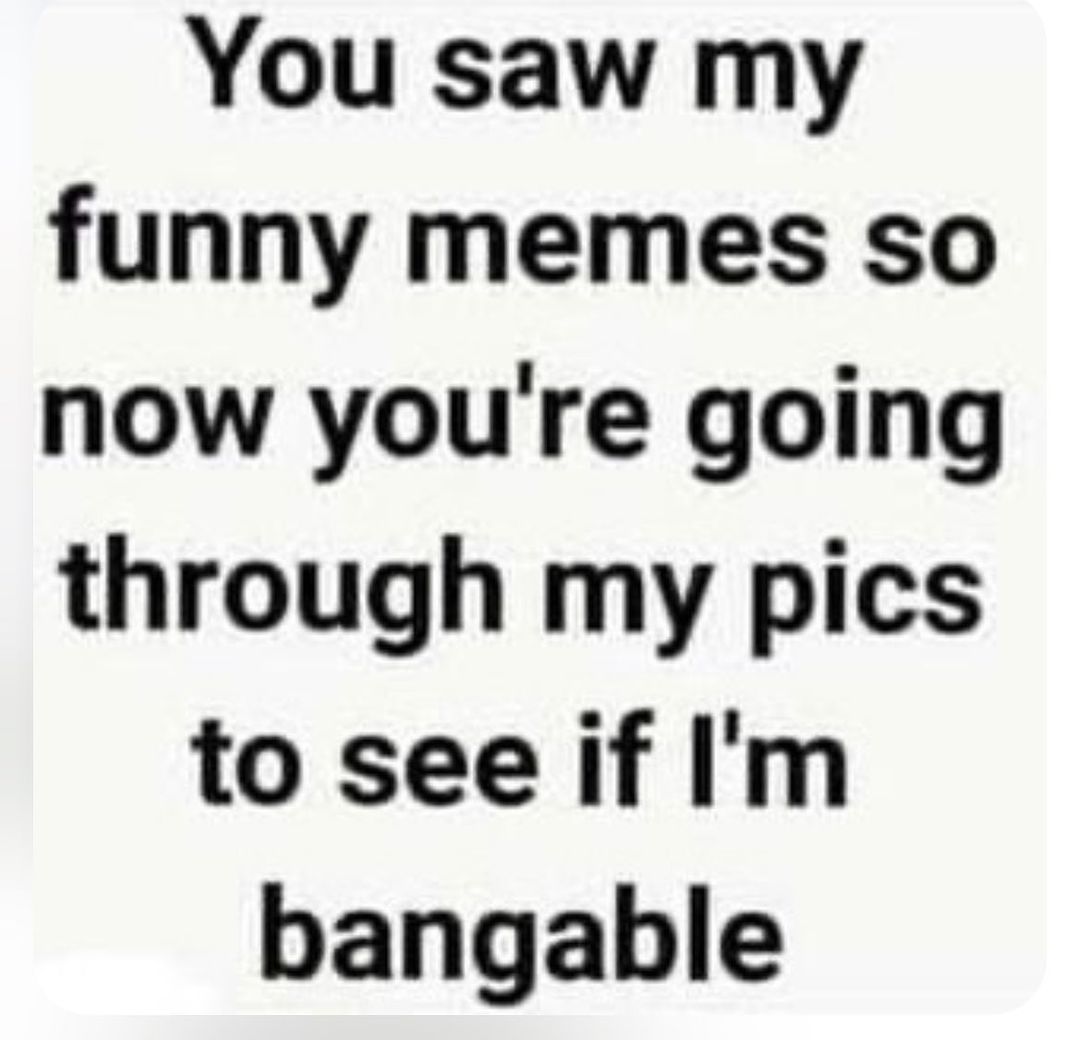 You saw my
funny memes so
now you're going
through my pics
to see if I'm
bangable